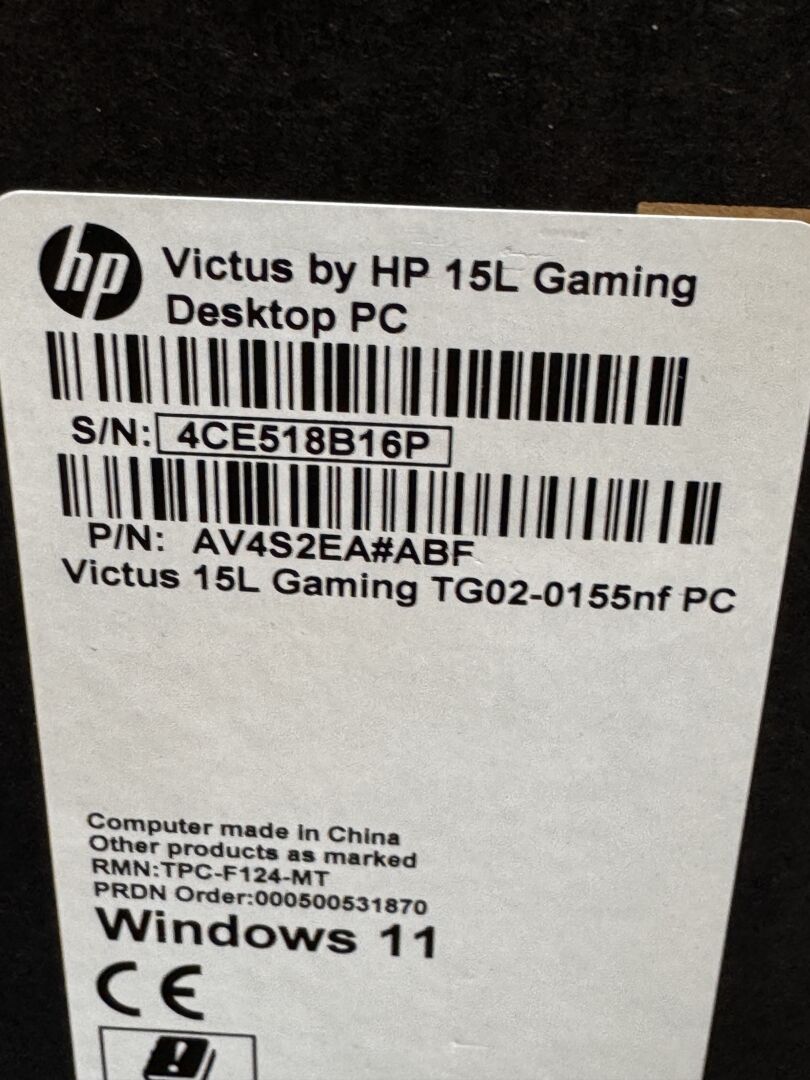 hp
Victus by HP 15L Gaming
Desktop PC
S/N: 4CE518B16P
P/N: AV4S2EA#ABF
Victus 15L Gaming TG02-0155nf PC
Computer made in China
Other products as marked
RMN:TPC-F124-MT
PRDN Order:000500531870
Windows 11
CE